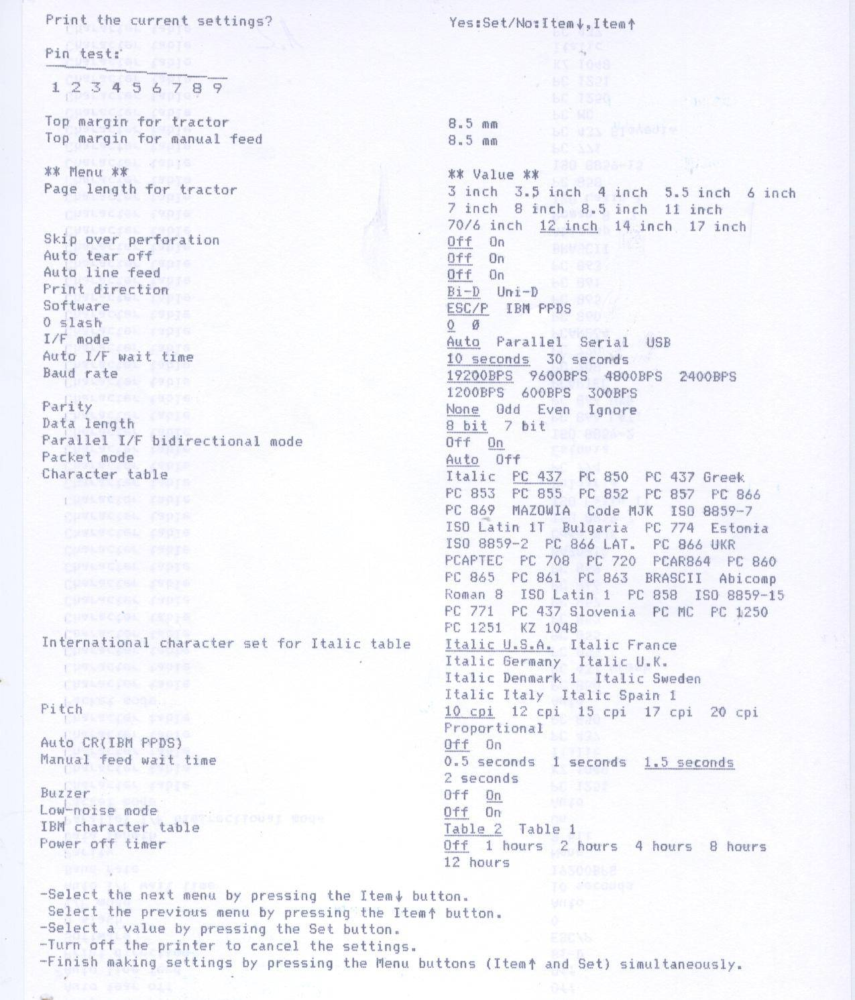 Print the current settings? Yes:Set/No:Item↓,Item↑
Pin test:
1 2 3 4 5 6 7 8 9
Top margin for tractor 8.5 mm
Top margin for manual feed 8.5 mm
** Menu ** ** Value **
Page length for tractor 3 inch 3.5 inch 4 inch 5.5 inch 6 inch
7 inch 8 inch 8.5 inch 11 inch
70/6 inch 12 inch 14 inch 17 inch
Skip over perforation Off On
Auto tear off Off On
Auto line feed Off On
Print direction Bi-D Uni-D
Software ESC/P IBM PPDS
0 slash 0 Ø
I/F mode Auto Parallel Serial USB
Auto I/F wait time 10 seconds 30 seconds
Baud rate 19200BPS 9600BPS 4800BPS 2400BPS
1200BPS 600BPS 300BPS
Parity None Odd Even Ignore
Data length 8 bit 7 bit
Parallel I/F bidirectional mode Off On
Packet mode Auto Off
Character table Italic PC 437 PC 850 PC 437 Greek
PC 853 PC 855 PC 852 PC 857 PC 866
PC 869 MAZOWIA Code MJK ISO 8859-7
ISO Latin 1T Bulgaria PC 774 Estonia
ISO 8859-2 PC 866 LAT. PC 866 UKR
PCAPTEC PC 708 PC 720 PCAR864 PC 860
PC 865 PC 861 PC 863 BRASCII Abicomp
Roman 8 ISO Latin 1 PC 858 ISO 8859-15
PC 771 PC 437 Slovenia PC MC PC 1250
PC 1251 KZ 1048
International character set for Italic table Italic U.S.A. Italic France
Italic Germany Italic U.K.
Italic Denmark 1 Italic Sweden
Italic Italy Italic Spain 1
Pitch 10 cpi 12 cpi 15 cpi 17 cpi 20 cpi
Proportional
Auto CR(IBM PPDS) Off On
Manual feed wait time 0.5 seconds 1 seconds 1.5 seconds
2 seconds
Buzzer Off On
Low-noise mode Off On
IBM character table Table 2 Table 1
Power off timer Off 1 hours 2 hours 4 hours 8 hours
12 hours
-Select the next menu by pressing the Item↓ button.
Select the previous menu by pressing the Item↑ button.
-Select a value by pressing the Set button.
-Turn off the printer to cancel the settings.
-Finish making settings by pressing the Menu buttons (Item↑ and Set) simultaneously.